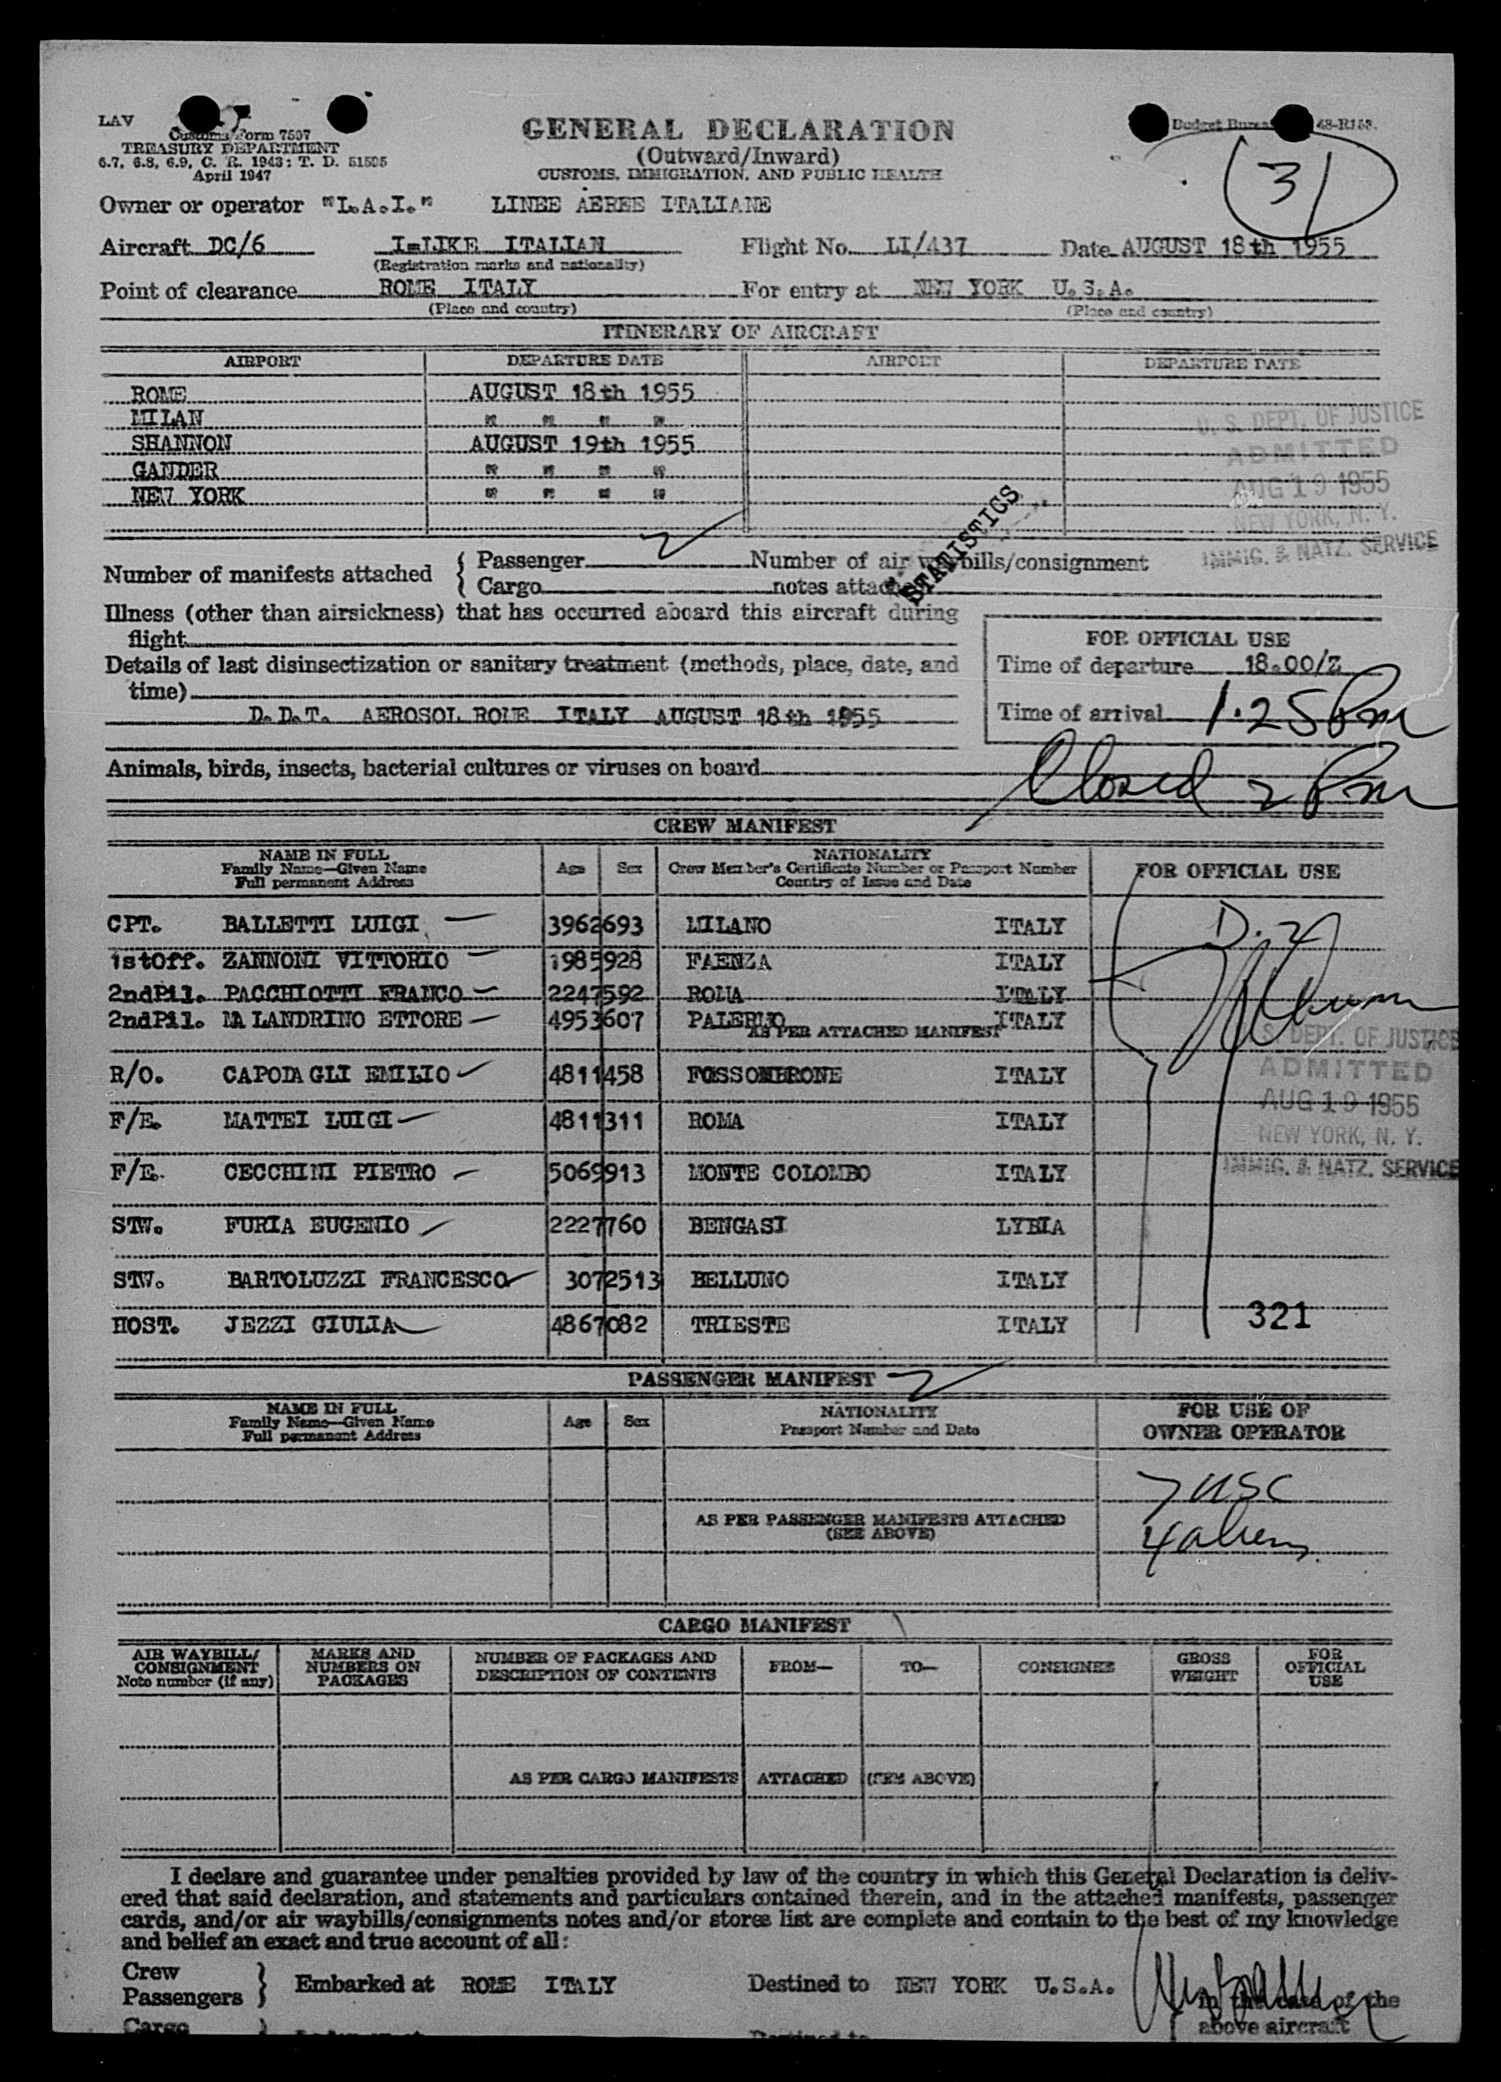 LAV
Customs Form 7507
TREASURY DEPARTMENT
6.7, 6.8, 6.9, C. R. 1943: T. D. 51505
April 1947
GENERAL DECLARATION
(Outward/Inward)
CUSTOMS, IMMIGRATION, AND PUBLIC HEALTH
Budget Bureau 48-R153.
31
Owner or operator "L.A.I." LINEE AEREE ITALIANE
Aircraft DC/6 I-LIKE ITALIAN Flight No. LI/437 Date AUGUST 18th 1955
(Registration marks and nationality)
Point of clearance ROME ITALY For entry at NEW YORK U.S.A.
(Place and country) (Place and country)
ITINERARY OF AIRCRAFT
AIRPORT DEPARTURE DATE AIRPORT DEPARTURE DATE
ROME AUGUST 18th 1955
MILAN " " " "
SHANNON AUGUST 19th 1955
GANDER " " " "
NEW YORK " " " "
U. S. DEPT. OF JUSTICE
ADMITTED
AUG 19 1955
NEW YORK, N. Y.
IMMIG. & NATZ. SERVICE
STATISTICS
Number of manifests attached { Passenger 2 Number of air waybills/consignment
Cargo notes attached
Illness (other than airsickness) that has occurred aboard this aircraft during
flight
Details of last disinsectization or sanitary treatment (methods, place, date, and
time)
D.D.T. AEROSOL ROME ITALY AUGUST 18th 1955
FOR OFFICIAL USE
Time of departure 18.00/Z
Time of arrival 1.25 Pm
Animals, birds, insects, bacterial cultures or viruses on board
Closed 2 Pm
CREW MANIFEST
NAME IN FULL
Family Name—Given Name
Full permanent Address
Age Sex
NATIONALITY
Crew Member's Certificate Number or Passport Number
Country of Issue and Date
FOR OFFICIAL USE
CPT. BALLETTI LUIGI 3962693 MILANO ITALY
1stOff. ZANNONI VITTORIO 1985928 FAENZA ITALY
2ndPil. PACCHIOTTI FRANCO 2247592 ROMA ITALY
2ndPil. MALANDRINO ETTORE 4953607 PALERMO ITALY
AS PER ATTACHED MANIFEST
R/O. CAPODAGLI EMILIO 4811458 FOSSOMBRONE ITALY
F/E. MATTEI LUIGI 4811311 ROMA ITALY
F/E. CECCHINI PIETRO 5069913 MONTE COLOMBO ITALY
STW. FURIA EUGENIO 2227760 BENGASI LYBIA
STW. BARTOLUZZI FRANCESCO 3072513 BELLUNO ITALY
HOST. JEZZI GIULIA 4867082 TRIESTE ITALY
S. DEPT. OF JUSTICE
ADMITTED
AUG 19 1955
NEW YORK, N. Y.
IMMIG. & NATZ. SERVICE
321
PASSENGER MANIFEST 2
NAME IN FULL
Family Name—Given Name
Full permanent Address
Age Sex
NATIONALITY
Passport Number and Date
FOR USE OF
OWNER OPERATOR
7 USC
4 aliens
AS PER PASSENGER MANIFESTS ATTACHED
(SEE ABOVE)
CARGO MANIFEST
AIR WAYBILL/
CONSIGNMENT
Note number (if any)
MARKS AND
NUMBERS ON
PACKAGES
NUMBER OF PACKAGES AND
DESCRIPTION OF CONTENTS
FROM—
TO—
CONSIGNEE
GROSS
WEIGHT
FOR
OFFICIAL
USE
AS PER CARGO MANIFESTS ATTACHED (SEE ABOVE)
I declare and guarantee under penalties provided by law of the country in which this General Declaration is deliv-
ered that said declaration, and statements and particulars contained therein, and in the attached manifests, passenger
cards, and/or air waybills/consignments notes and/or stores list are complete and contain to the best of my knowledge
and belief an exact and true account of all:
Crew
Passengers } Embarked at ROME ITALY Destined to NEW YORK U.S.A.
in the case of the
above aircraft
Cargo